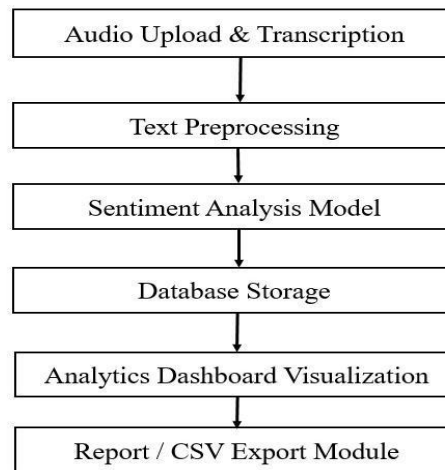 Audio Upload & Transcription
Text Preprocessing
Sentiment Analysis Model
Database Storage
Analytics Dashboard Visualization
Report / CSV Export Module